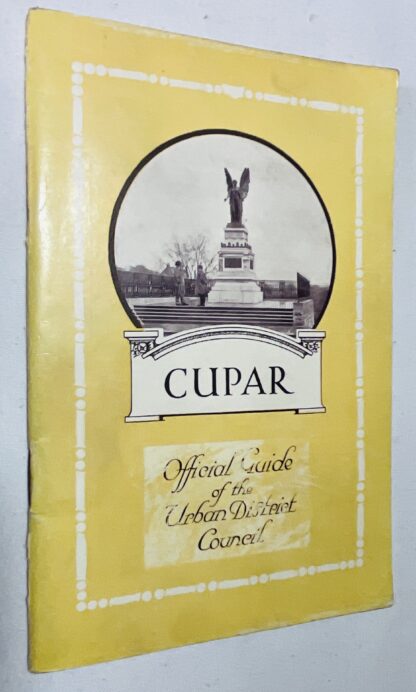 CUPAR
Official Guide
of the
Urban District
Council.